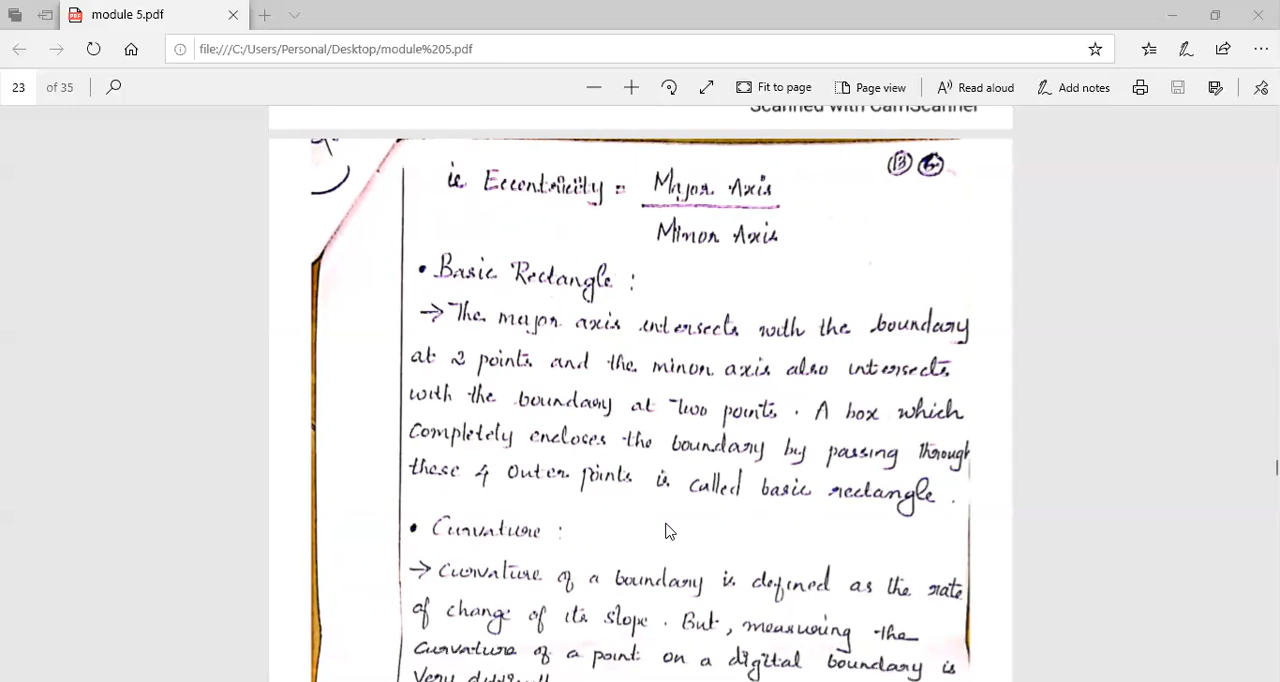 module 5.pdf
file:///C:/Users/Personal/Desktop/module%205.pdf
23 of 35
Fit to page
Page view
Read aloud
Add notes
Scanned with CamScanner
ie Eccentricity = Major Axis
Minor Axis
• Basic Rectangle :
→ The major axis intersects with the boundary
at 2 points and the minor axis also intersects
with the boundary at two points . A box which
completely encloses the boundary by passing through
these 4 outer points is called basic rectangle .
• Curvature :
→ Curvature of a boundary is defined as the rate
of change of its slope . But , measuring the
curvature of a point on a digital boundary is
very